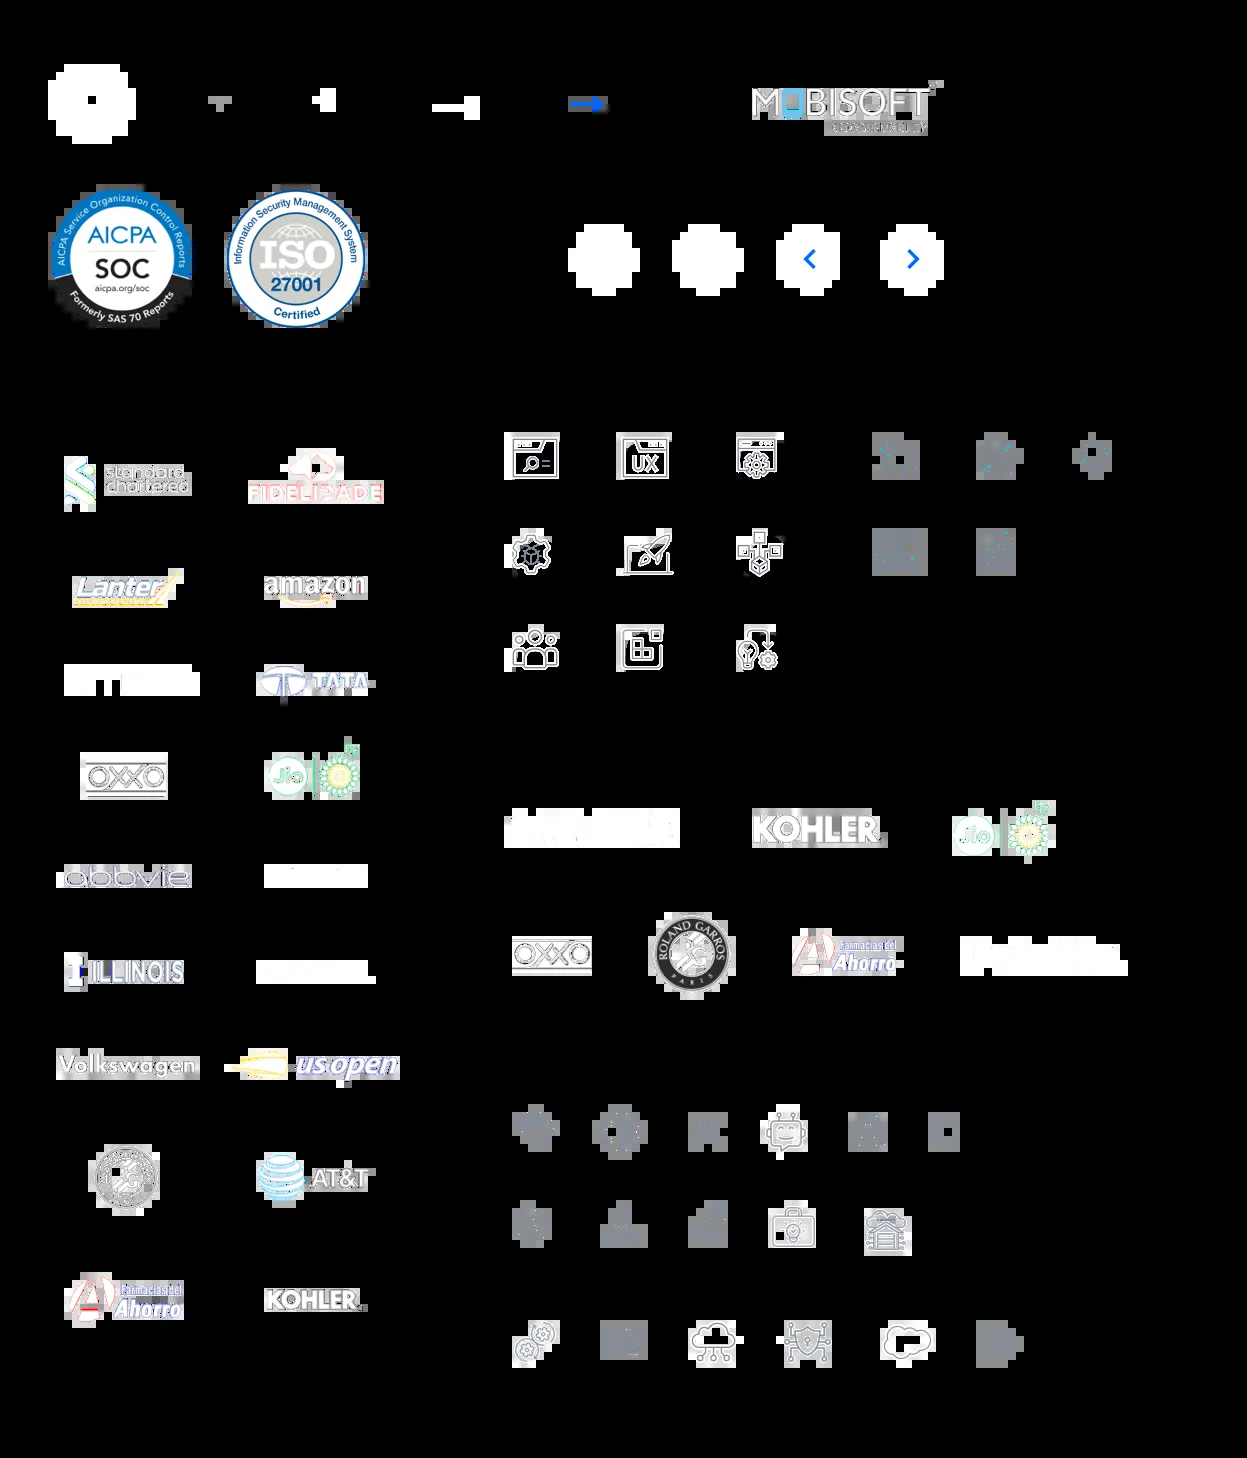 MOBISOFT
AICPA Service Organization Control Reports
AICPA
SOC
aicpa.org/soc
Formerly SAS 70 Reports
Information Security Management System
ISO
27001
Certified
standard
chartered
FIDELIDADE
UX
Lanter
amazon
TATA
OXXO
Jio
KOHLER
Jio
abbvie
OXXO
ROLAND GARROS
PARIS
Farmacias del
Ahorro
ILLINOIS
Volkswagen
us open
AT&T
Farmacias del
Ahorro
KOHLER